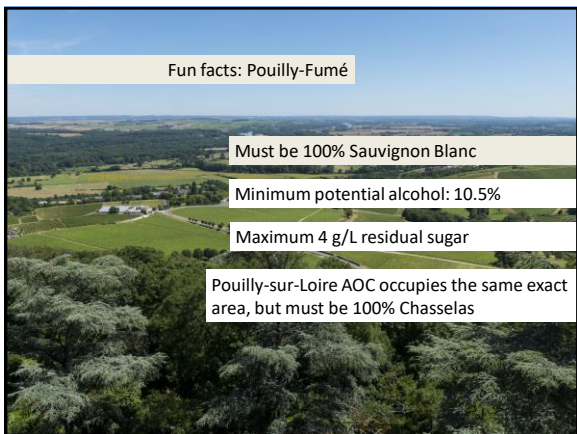 Fun facts: Pouilly-Fumé
Must be 100% Sauvignon Blanc
Minimum potential alcohol: 10.5%
Maximum 4 g/L residual sugar
Pouilly-sur-Loire AOC occupies the same exact
area, but must be 100% Chasselas